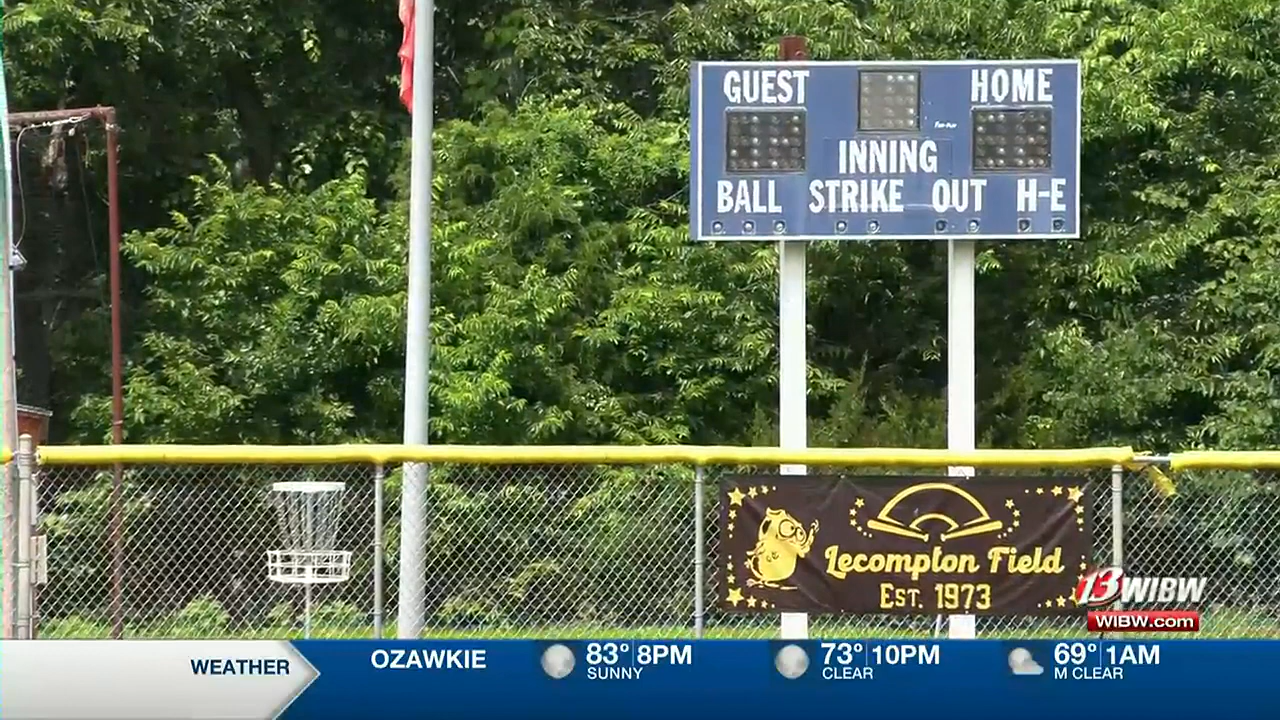 GUEST HOME
INNING
BALL STRIKE OUT H-E
Lecompton Field
EST. 1973
13 WIBW
WIBW.com
WEATHER
OZAWKIE
83° 8PM
SUNNY
73° 10PM
CLEAR
69° 1AM
M CLEAR